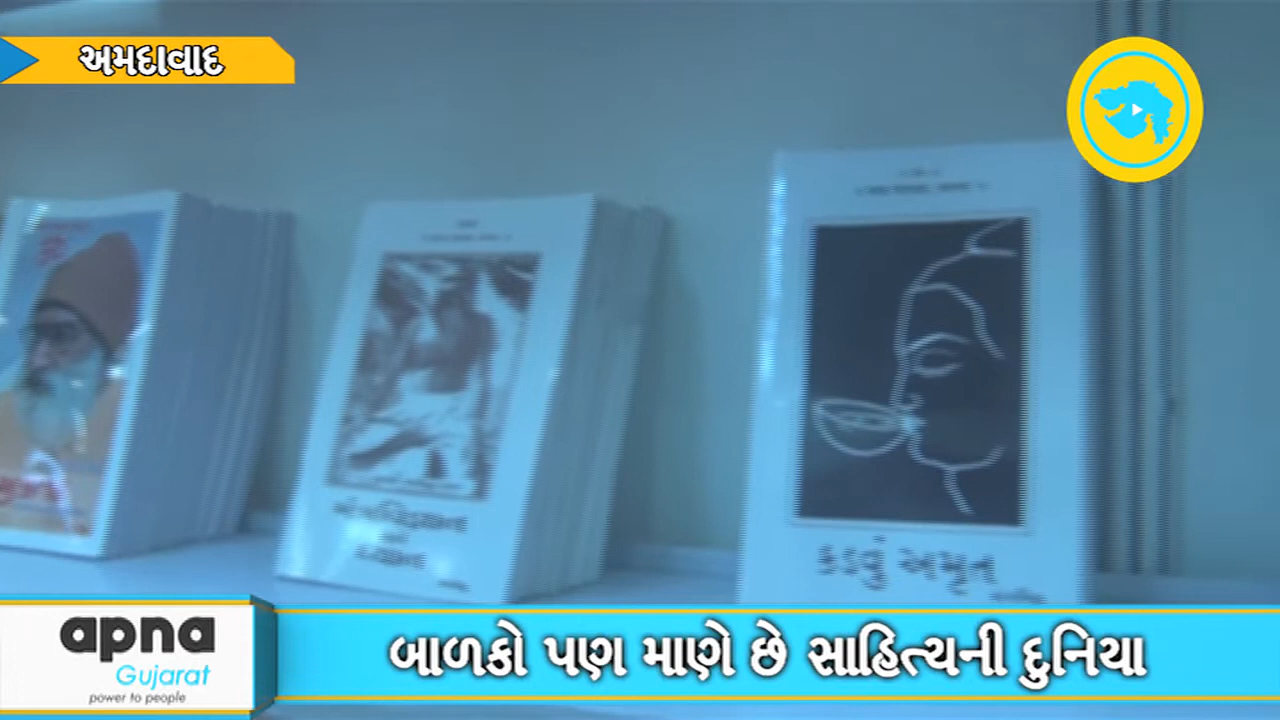 અમદાવાદ
કડવું અમૃત
apna
Gujarat
power to people
બાળકો પણ માણે છે સાહિત્યની દુનિયા